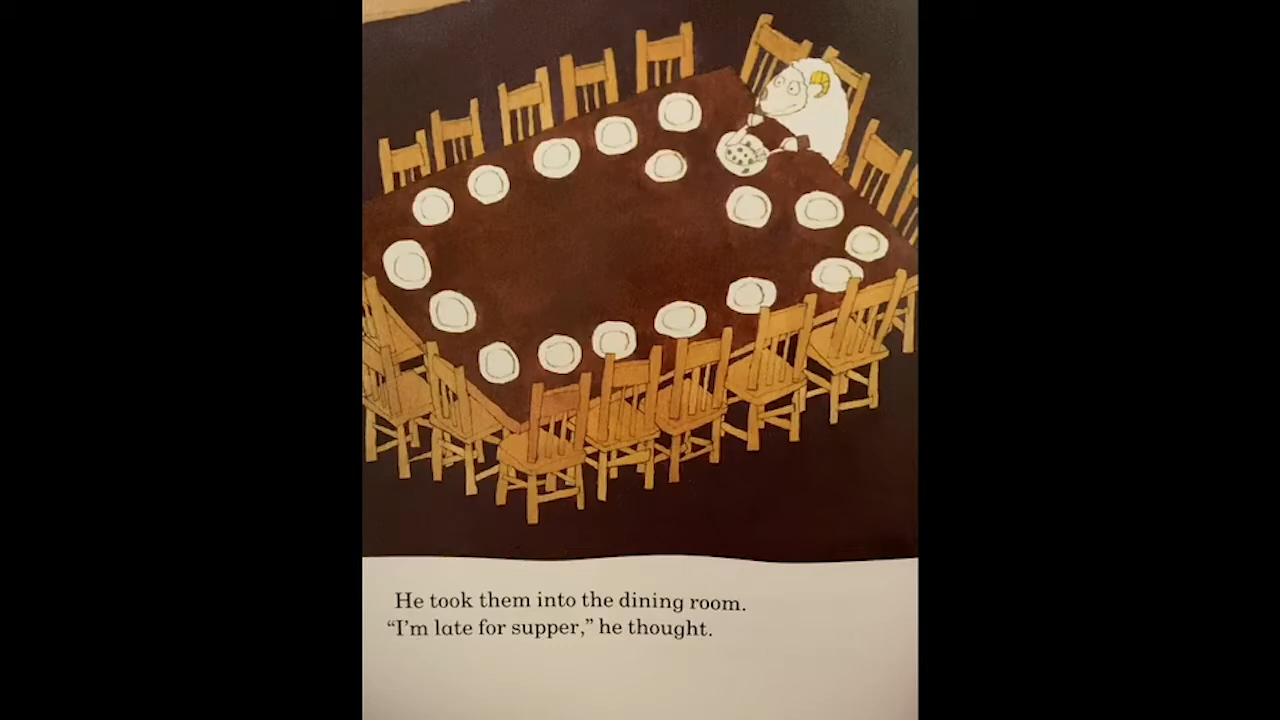 He took them into the dining room.
“I’m late for supper,” he thought.